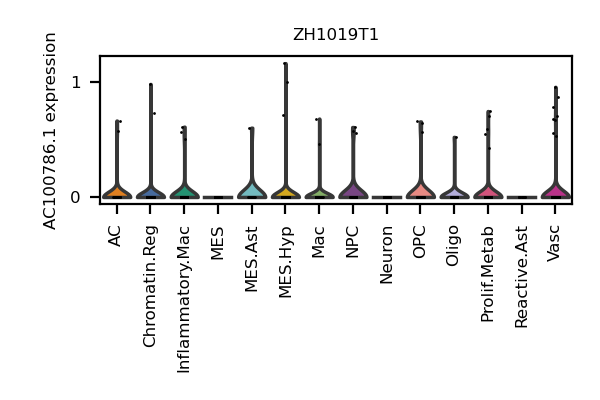 ZH1019T1
AC100786.1 expression
1
0
AC
Chromatin.Reg
Inflammatory.Mac
MES
MES.Ast
MES.Hyp
Mac
NPC
Neuron
OPC
Oligo
Prolif.Metab
Reactive.Ast
Vasc